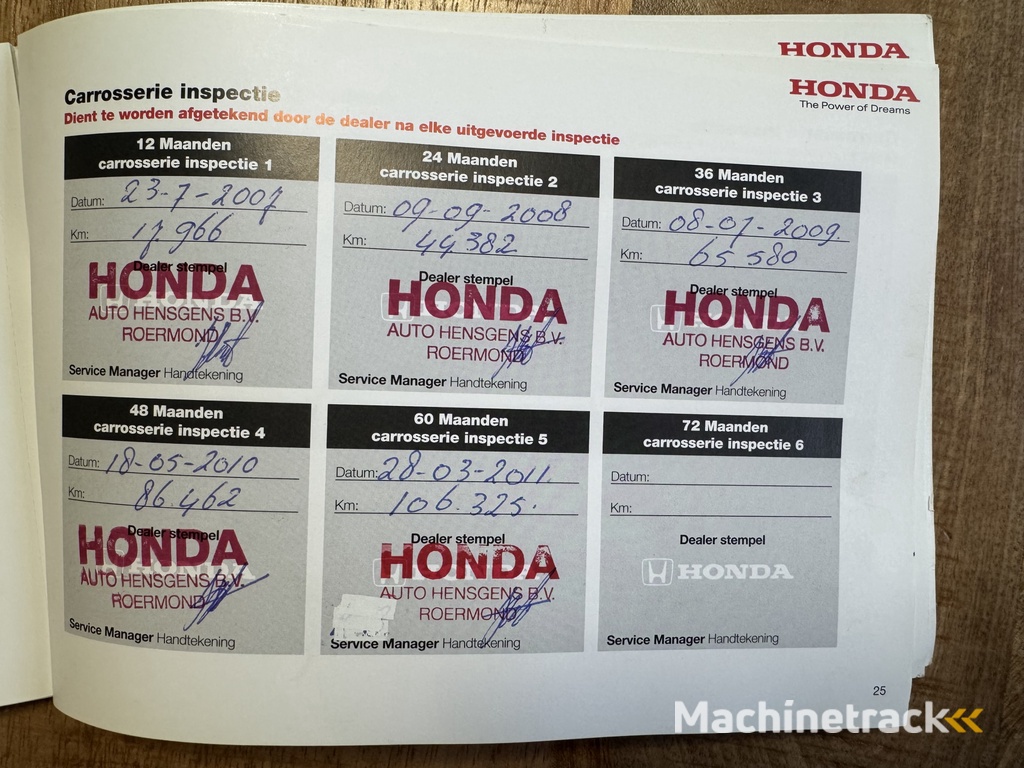 HONDA
HONDA
The Power of Dreams
Carrosserie inspectie
Dient te worden afgetekend door de dealer na elke uitgevoerde inspectie
12 Maanden
carrosserie inspectie 1
Datum: 23-7-2007
Km: 17.966
Dealer stempel
HONDA
AUTO HENSGENS B.V.
ROERMOND
Service Manager Handtekening
24 Maanden
carrosserie inspectie 2
Datum: 09-09-2008
Km: 44.382
Dealer stempel
HONDA
AUTO HENSGENS B.V.
ROERMOND
Service Manager Handtekening
36 Maanden
carrosserie inspectie 3
Datum: 08-07-2009.
Km: 65.580
Dealer stempel
HONDA
AUTO HENSGENS B.V.
ROERMOND
Service Manager Handtekening
48 Maanden
carrosserie inspectie 4
Datum: 18-05-2010
Km: 86.462
Dealer stempel
HONDA
AUTO HENSGENS B.V.
ROERMOND
Service Manager Handtekening
60 Maanden
carrosserie inspectie 5
Datum: 28-03-2011.
Km: 106.325.
Dealer stempel
HONDA
AUTO HENSGENS B.V.
ROERMOND
Service Manager Handtekening
72 Maanden
carrosserie inspectie 6
Datum:
Km:
Dealer stempel
HONDA
Service Manager Handtekening
25
Machinetrack